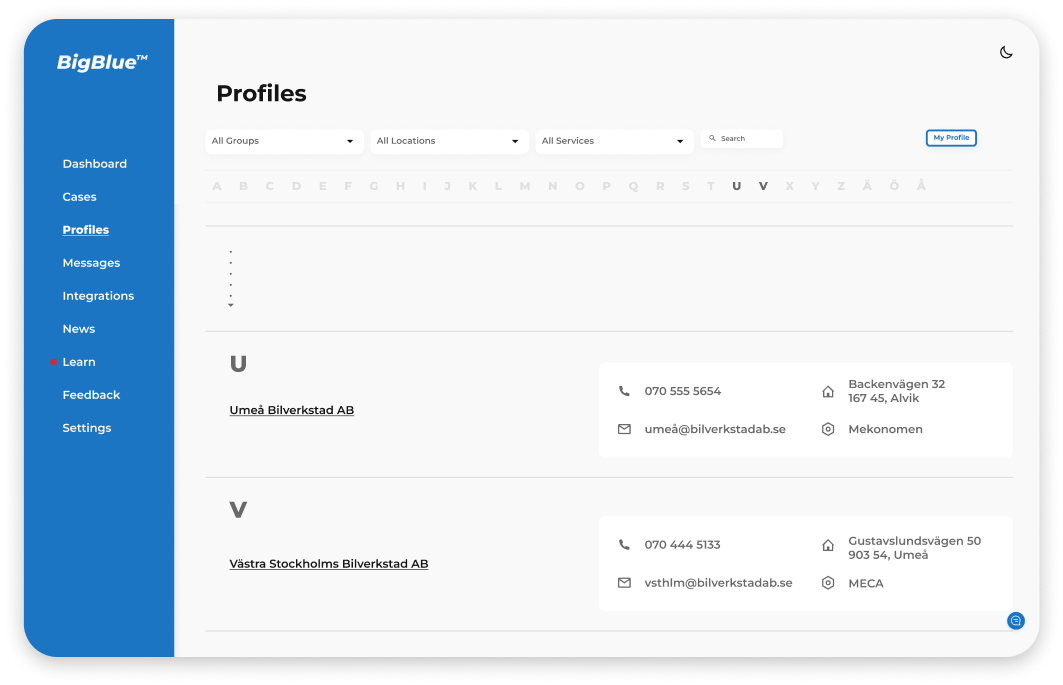 BigBlue™
Dashboard
Cases
Profiles
Messages
Integrations
News
Learn
Feedback
Settings
Profiles
All Groups
All Locations
All Services
Search
My Profile
A B C D E F G H I J K L M N O P Q R S T U V X Y Z Ä Ö Å
U
Umeå Bilverkstad AB
070 555 5654
umeå@bilverkstadab.se
Backenvägen 32
167 45, Alvik
Mekonomen
V
Västra Stockholms Bilverkstad AB
070 444 5133
vsthlm@bilverkstadab.se
Gustavslundsvägen 50
903 54, Umeå
MECA